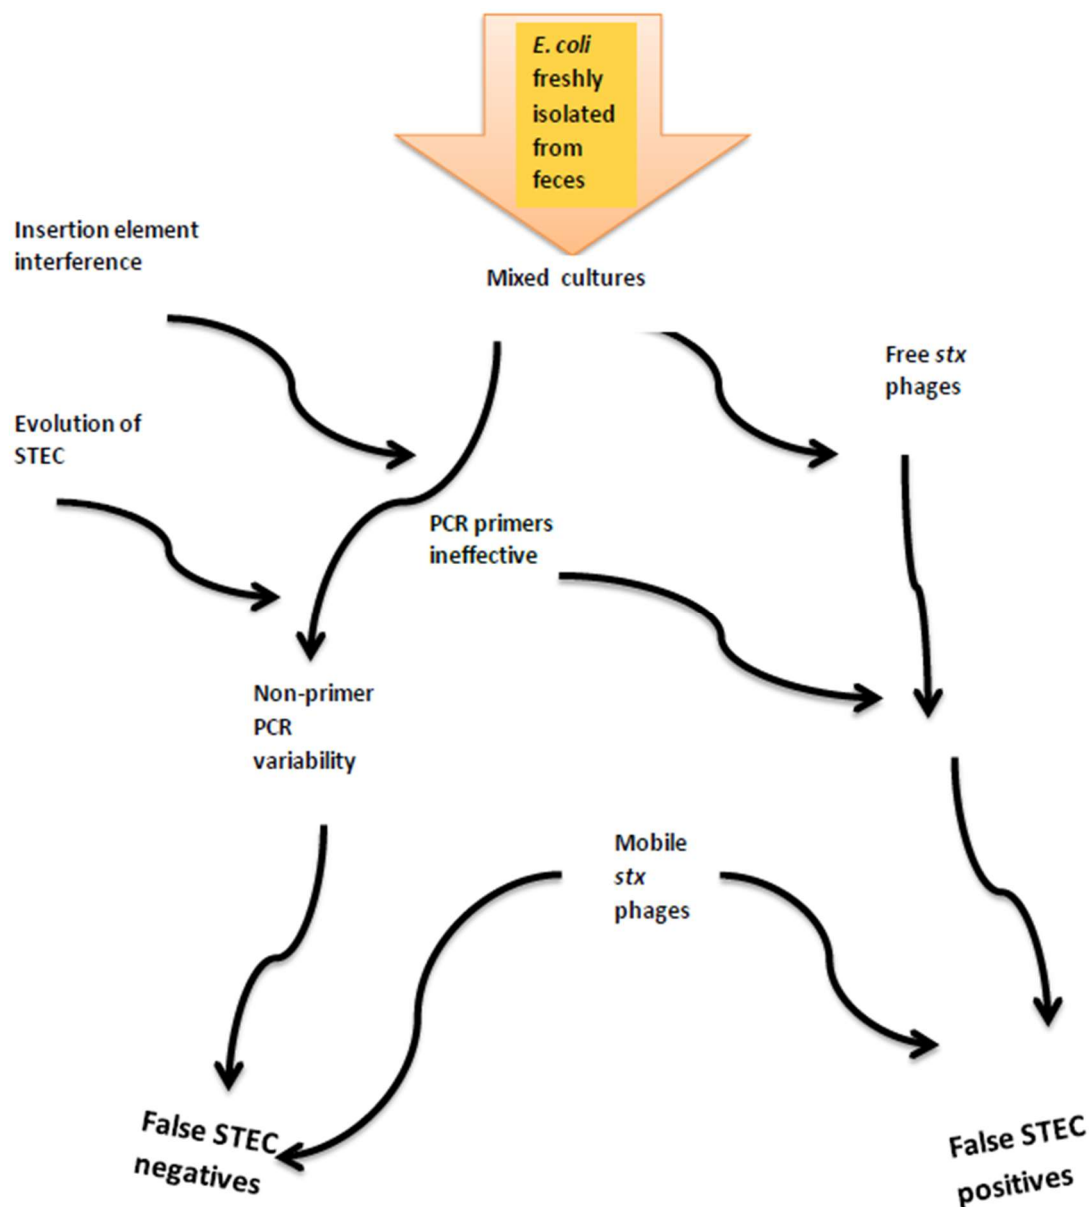 E. coli
freshly
isolated
from
feces
Insertion element
interference
Mixed cultures
Free stx
phages
Evolution of
STEC
PCR primers
ineffective
Non-primer
PCR
variability
Mobile
stx
phages
False STEC
negatives
False STEC
positives